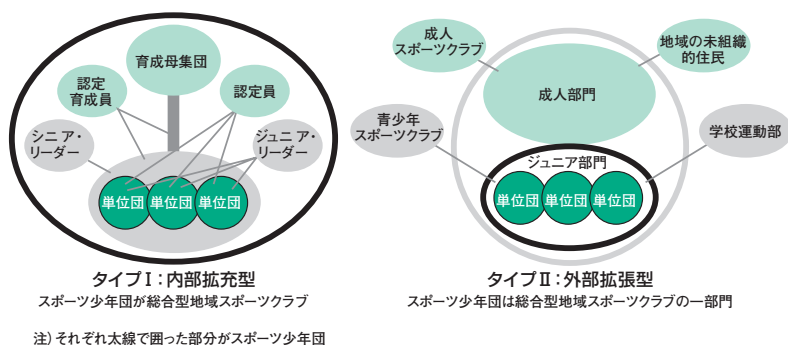 育成母集団
認定
育成員
認定員
シニア・
リーダー
ジュニア・
リーダー
単位団
単位団
単位団
タイプⅠ：内部拡充型
スポーツ少年団が総合型地域スポーツクラブ
成人
スポーツクラブ
地域の未組織
的住民
成人部門
青少年
スポーツクラブ
学校運動部
ジュニア部門
単位団
単位団
単位団
タイプⅡ：外部拡張型
スポーツ少年団は総合型地域スポーツクラブの一部門
注）それぞれ太線で囲った部分がスポーツ少年団